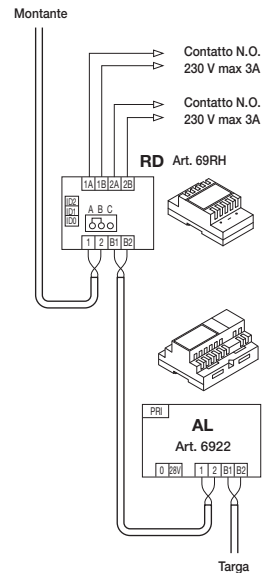 Montante
Contatto N.O.
230 V max 3A
Contatto N.O.
230 V max 3A
RD Art. 69RH
1A 1B 2A 2B
ID2
ID1
ID0
A B C
1 2 B1 B2
PRI
AL
Art. 6922
0 28V 1 2 B1 B2
Targa